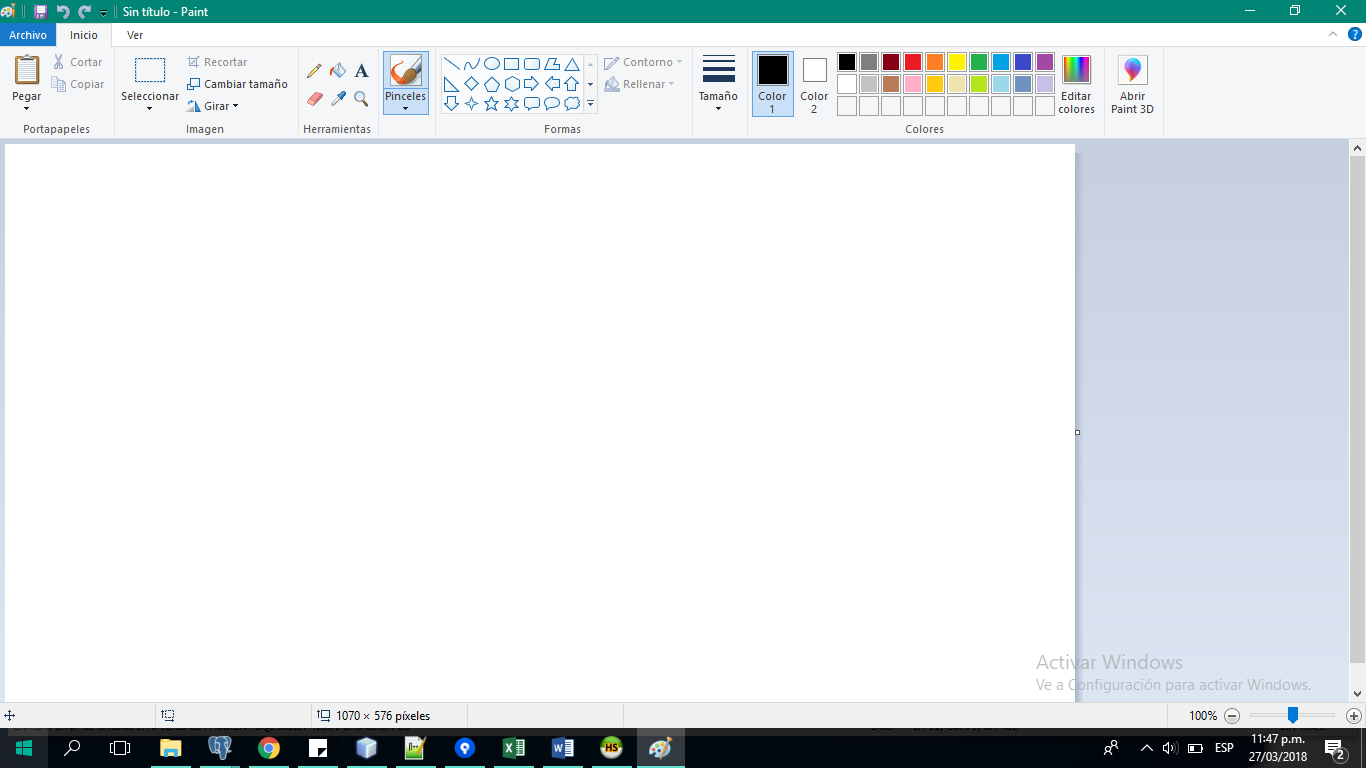 Sin título - Paint
Archivo Inicio Ver
Pegar
Cortar
Copiar
Portapapeles
Seleccionar
Recortar
Cambiar tamaño
Girar
Imagen
A
Herramientas
Pinceles
Formas
Contorno
Rellenar
Tamaño
Color
1
Color
2
Colores
Editar
colores
Abrir
Paint 3D
Activar Windows
Ve a Configuración para activar Windows.
1070 × 576 píxeles
100%
HS
ESP
11:47 p.m.
27/03/2018
2